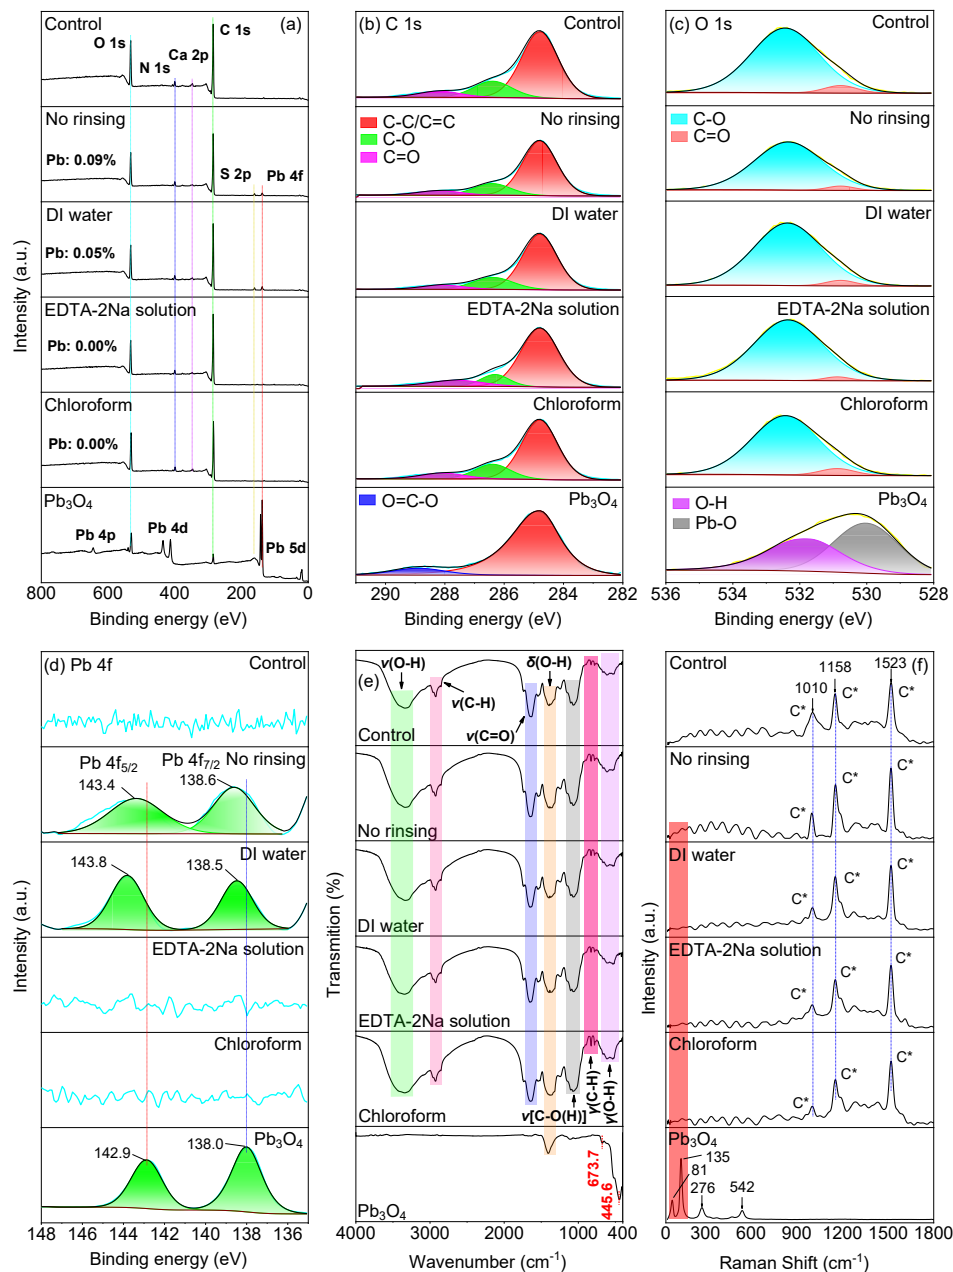 (a)
Control
C 1s
O 1s
Ca 2p
N 1s
No rinsing
Pb: 0.09%
S 2p
Pb 4f
DI water
Pb: 0.05%
EDTA-2Na solution
Pb: 0.00%
Chloroform
Pb: 0.00%
Pb₃O₄
Pb 4p
Pb 4d
Pb 5d
Intensity (a.u.)
800
600
400
200
0
Binding energy (eV)
(b) C 1s
Control
C-C/C=C
C-O
C=O
No rinsing
DI water
EDTA-2Na solution
Chloroform
O=C-O
Pb₃O₄
290
288
286
284
282
Binding energy (eV)
(c) O 1s
Control
C-O
C=O
No rinsing
DI water
EDTA-2Na solution
Chloroform
O-H
Pb-O
Pb₃O₄
536
534
532
530
528
Binding energy (eV)
(d) Pb 4f
Control
Pb 4f5/2
143.4
Pb 4f7/2
138.6
No rinsing
143.8
138.5
DI water
EDTA-2Na solution
Chloroform
Pb₃O₄
142.9
138.0
Intensity (a.u.)
148
146
144
142
140
138
136
Binding energy (eV)
(e)
ν(O-H)
ν(C-H)
ν(C=O)
δ(O-H)
Control
No rinsing
DI water
EDTA-2Na solution
Chloroform
ν[C-O(H)]
γ(C-H)
γ(O-H)
673.7
445.6
Pb₃O₄
Transmition (%)
4000
3000
2000
1000
400
Wavenumber (cm⁻¹)
(f)
Control
1010
1158
1523
C*
C*
C*
No rinsing
C*
C*
C*
DI water
C*
C*
C*
EDTA-2Na solution
C*
C*
C*
Chloroform
C*
C*
C*
Pb₃O₄
135
81
276
542
Intensity (a.u.)
0
300
600
900
1200
1500
1800
Raman Shift (cm⁻¹)